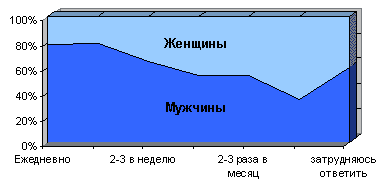 100%
80%
60%
40%
20%
0%
Женщины
Мужчины
Ежедневно
2-3 в неделю
2-3 раза в
месяц
затрудняюсь
ответить